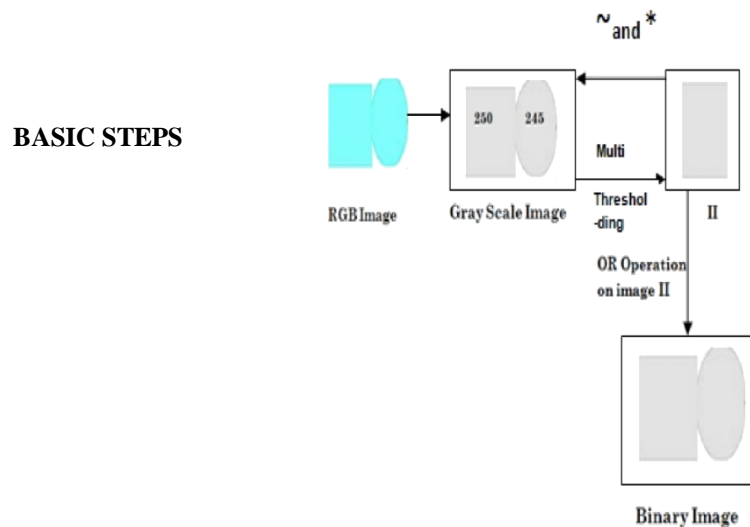 ~ and *
BASIC STEPS
250 245
Multi
Threshol
-ding
RGB Image
Gray Scale Image
II
OR Operation
on image II
Binary Image